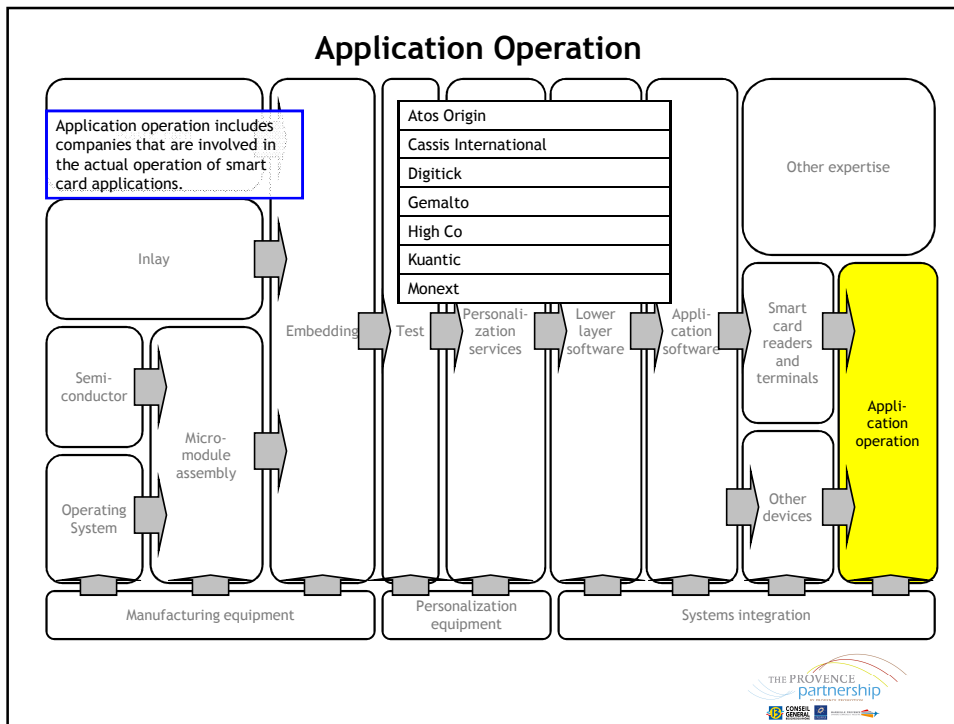 Application Operation
Application operation includes
companies that are involved in
the actual operation of smart
card applications.
Atos Origin
Cassis International
Digitick
Gemalto
High Co
Kuantic
Monext
Other expertise
Inlay
Embedding
Test
Personali-
zation
services
Lower
layer
software
Appli-
cation
software
Smart
card
readers
and
terminals
Semi-
conductor
Micro-
module
assembly
Appli-
cation
operation
Operating
System
Other
devices
Manufacturing equipment
Personalization
equipment
Systems integration
THE PROVENCE
partnership
CONSEIL
GENERAL